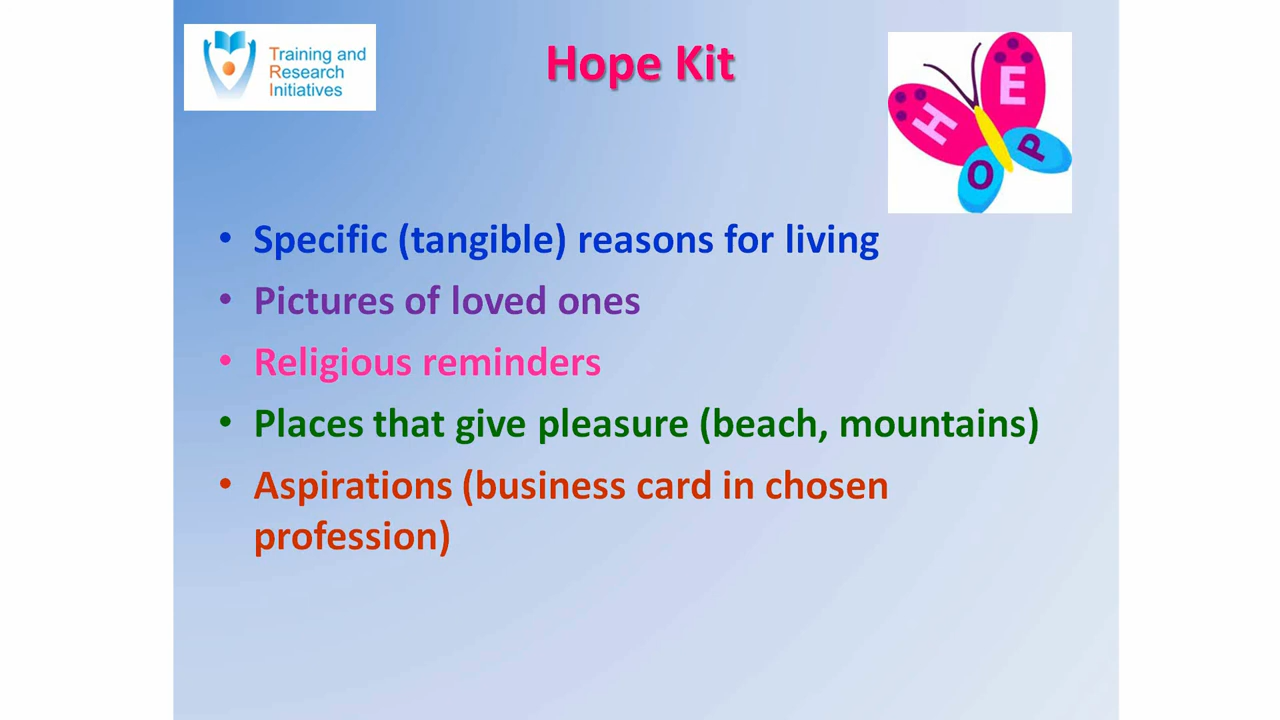 Training and
Research
Initiatives
Hope Kit
H
E
O
P
• Specific (tangible) reasons for living
• Pictures of loved ones
• Religious reminders
• Places that give pleasure (beach, mountains)
• Aspirations (business card in chosen
profession)